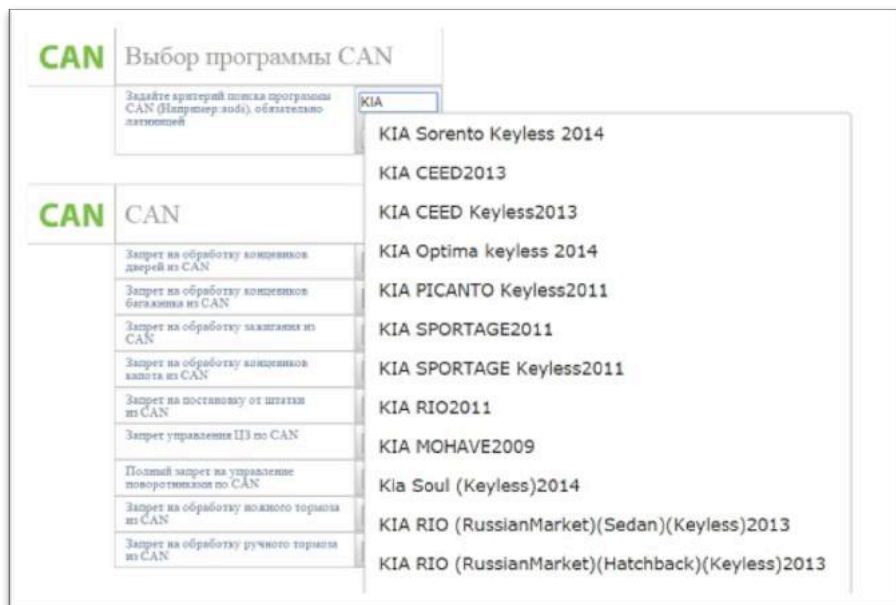 CAN
Выбор программы CAN
Задайте критерий поиска программы
CAN (Например:audi), обязательно
латиницей
KIA
KIA Sorento Keyless 2014
KIA CEED2013
KIA CEED Keyless2013
KIA Optima keyless 2014
KIA PICANTO Keyless2011
KIA SPORTAGE2011
KIA SPORTAGE Keyless2011
KIA RIO2011
KIA MOHAVE2009
Kia Soul (Keyless)2014
KIA RIO (RussianMarket)(Sedan)(Keyless)2013
KIA RIO (RussianMarket)(Hatchback)(Keyless)2013
CAN
CAN
Запрет на обработку концевиков
дверей из CAN
Запрет на обработку концевиков
багажника из CAN
Запрет на обработку зажигания из
CAN
Запрет на обработку концевиков
капота из CAN
Запрет на постановку от штатки
из CAN
Запрет управления ЦЗ по CAN
Полный запрет на управление
поворотниками по CAN
Запрет на обработку ножного тормоза
из CAN
Запрет на обработку ручного тормоза
из CAN